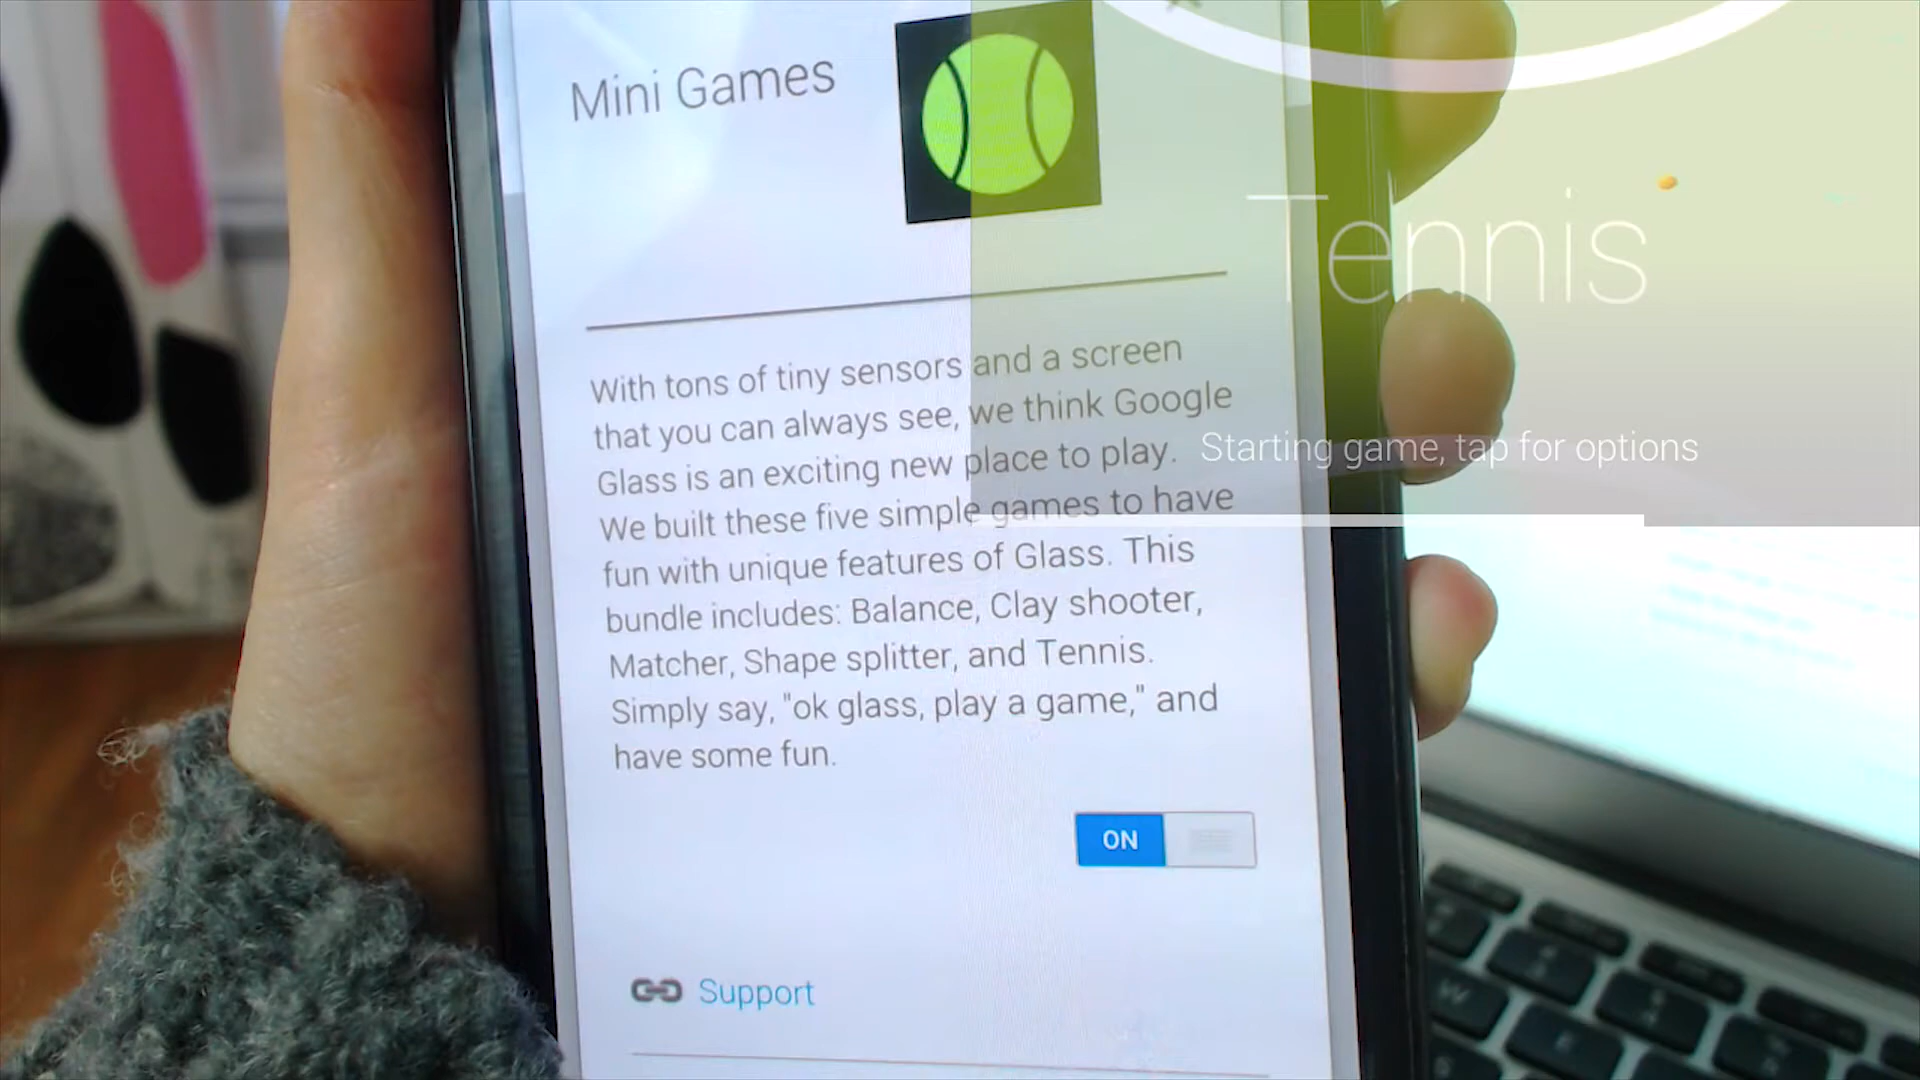 Mini Games
Tennis
With tons of tiny sensors and a screen
that you can always see, we think Google
Glass is an exciting new place to play.
Starting game, tap for options
We built these five simple games to have
fun with unique features of Glass. This
bundle includes: Balance, Clay shooter,
Matcher, Shape splitter, and Tennis.
Simply say, "ok glass, play a game," and
have some fun.
ON
Support
W